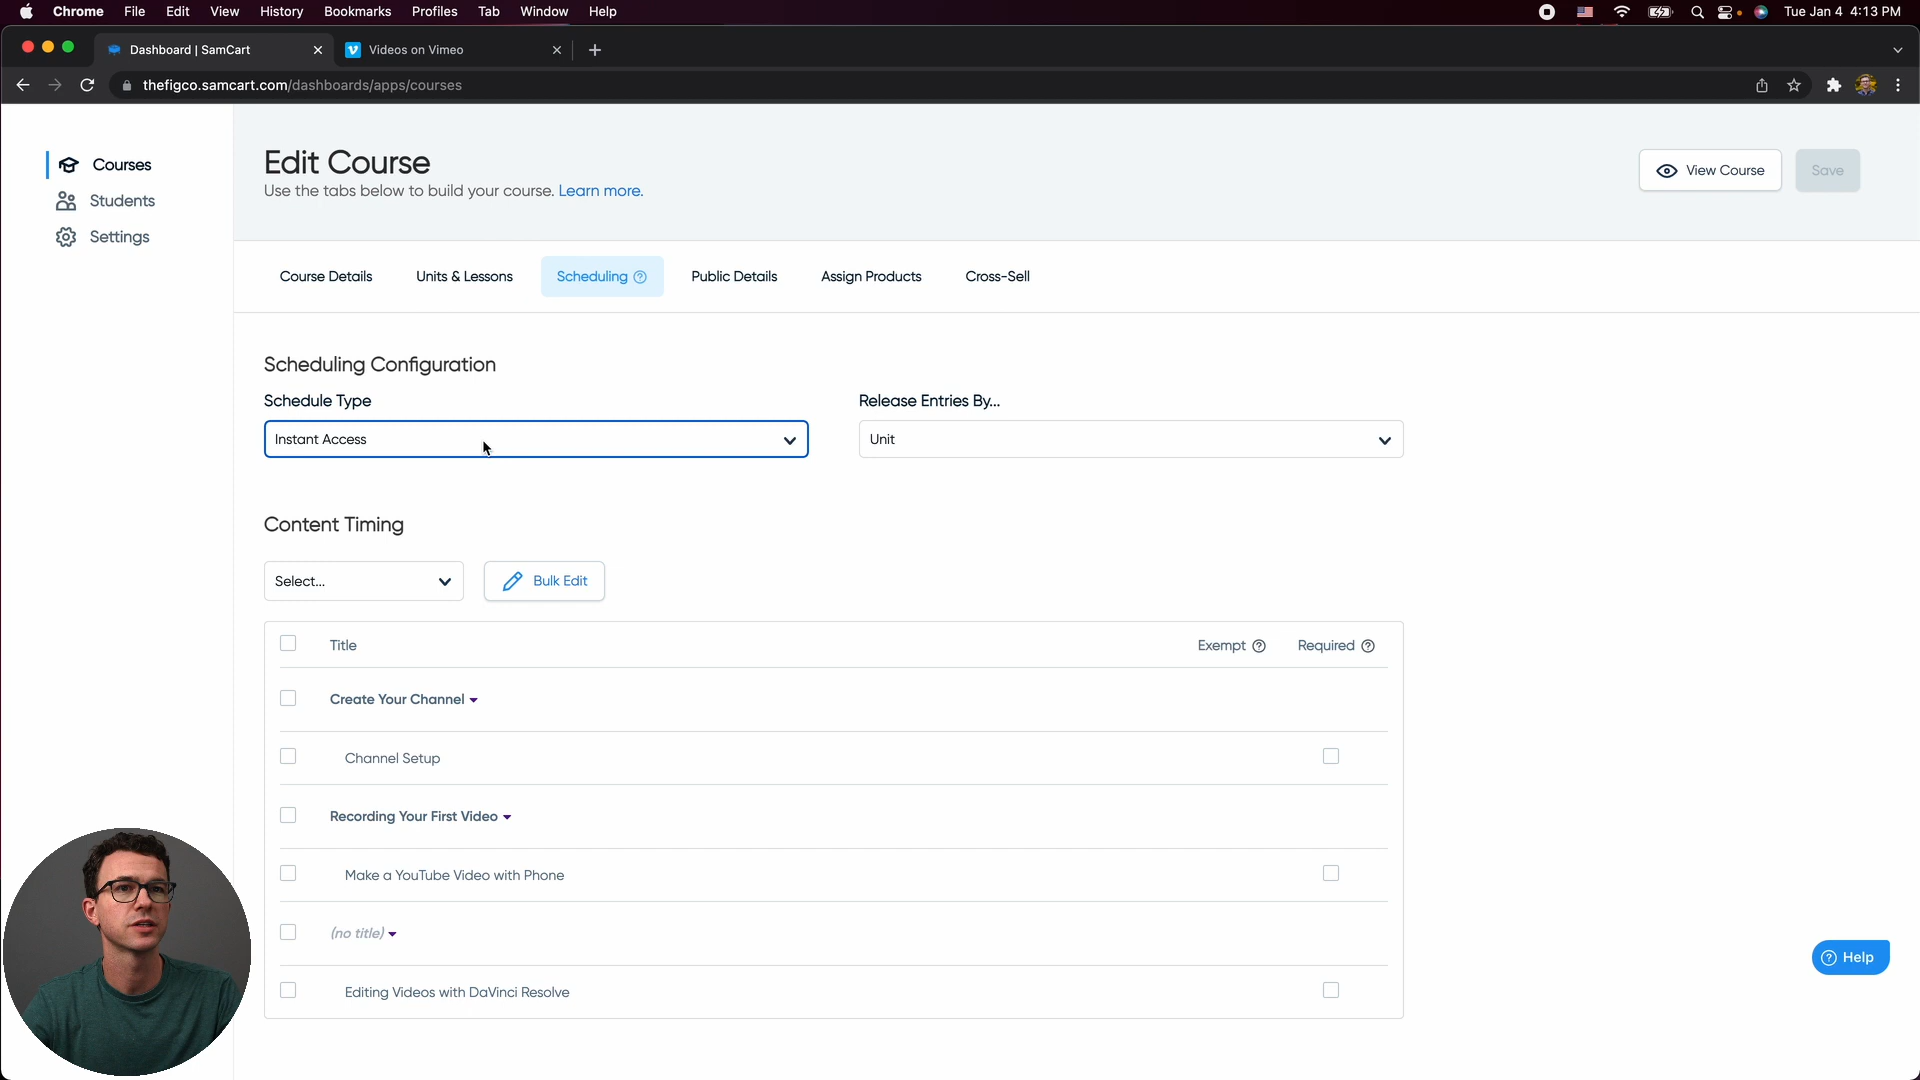 Chrome File Edit View History Bookmarks Profiles Tab Window Help Tue Jan 4 4:13 PM
Dashboard | SamCart Videos on Vimeo
thefigco.samcart.com/dashboards/apps/courses
Courses
Students
Settings
Edit Course
Use the tabs below to build your course. Learn more.
View Course Save
Course Details Units & Lessons Scheduling Public Details Assign Products Cross-Sell
Scheduling Configuration
Schedule Type Release Entries By...
Instant Access Unit
Content Timing
Select... Bulk Edit
Title Exempt Required
Create Your Channel
Channel Setup
Recording Your First Video
Make a YouTube Video with Phone
(no title)
Editing Videos with DaVinci Resolve
Help